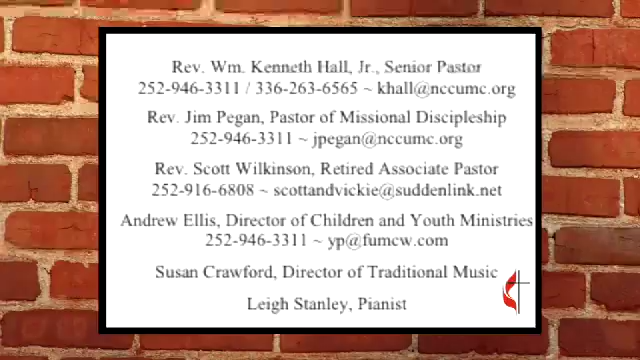 Rev. Wm. Kenneth Hall, Jr., Senior Pastor
252-946-3311 / 336-263-6565 ~ khall@nccumc.org
Rev. Jim Pegan, Pastor of Missional Discipleship
252-946-3311 ~ jpegan@nccumc.org
Rev. Scott Wilkinson, Retired Associate Pastor
252-916-6808 ~ scottandvickie@suddenlink.net
Andrew Ellis, Director of Children and Youth Ministries
252-946-3311 ~ yp@fumcw.com
Susan Crawford, Director of Traditional Music
Leigh Stanley, Pianist